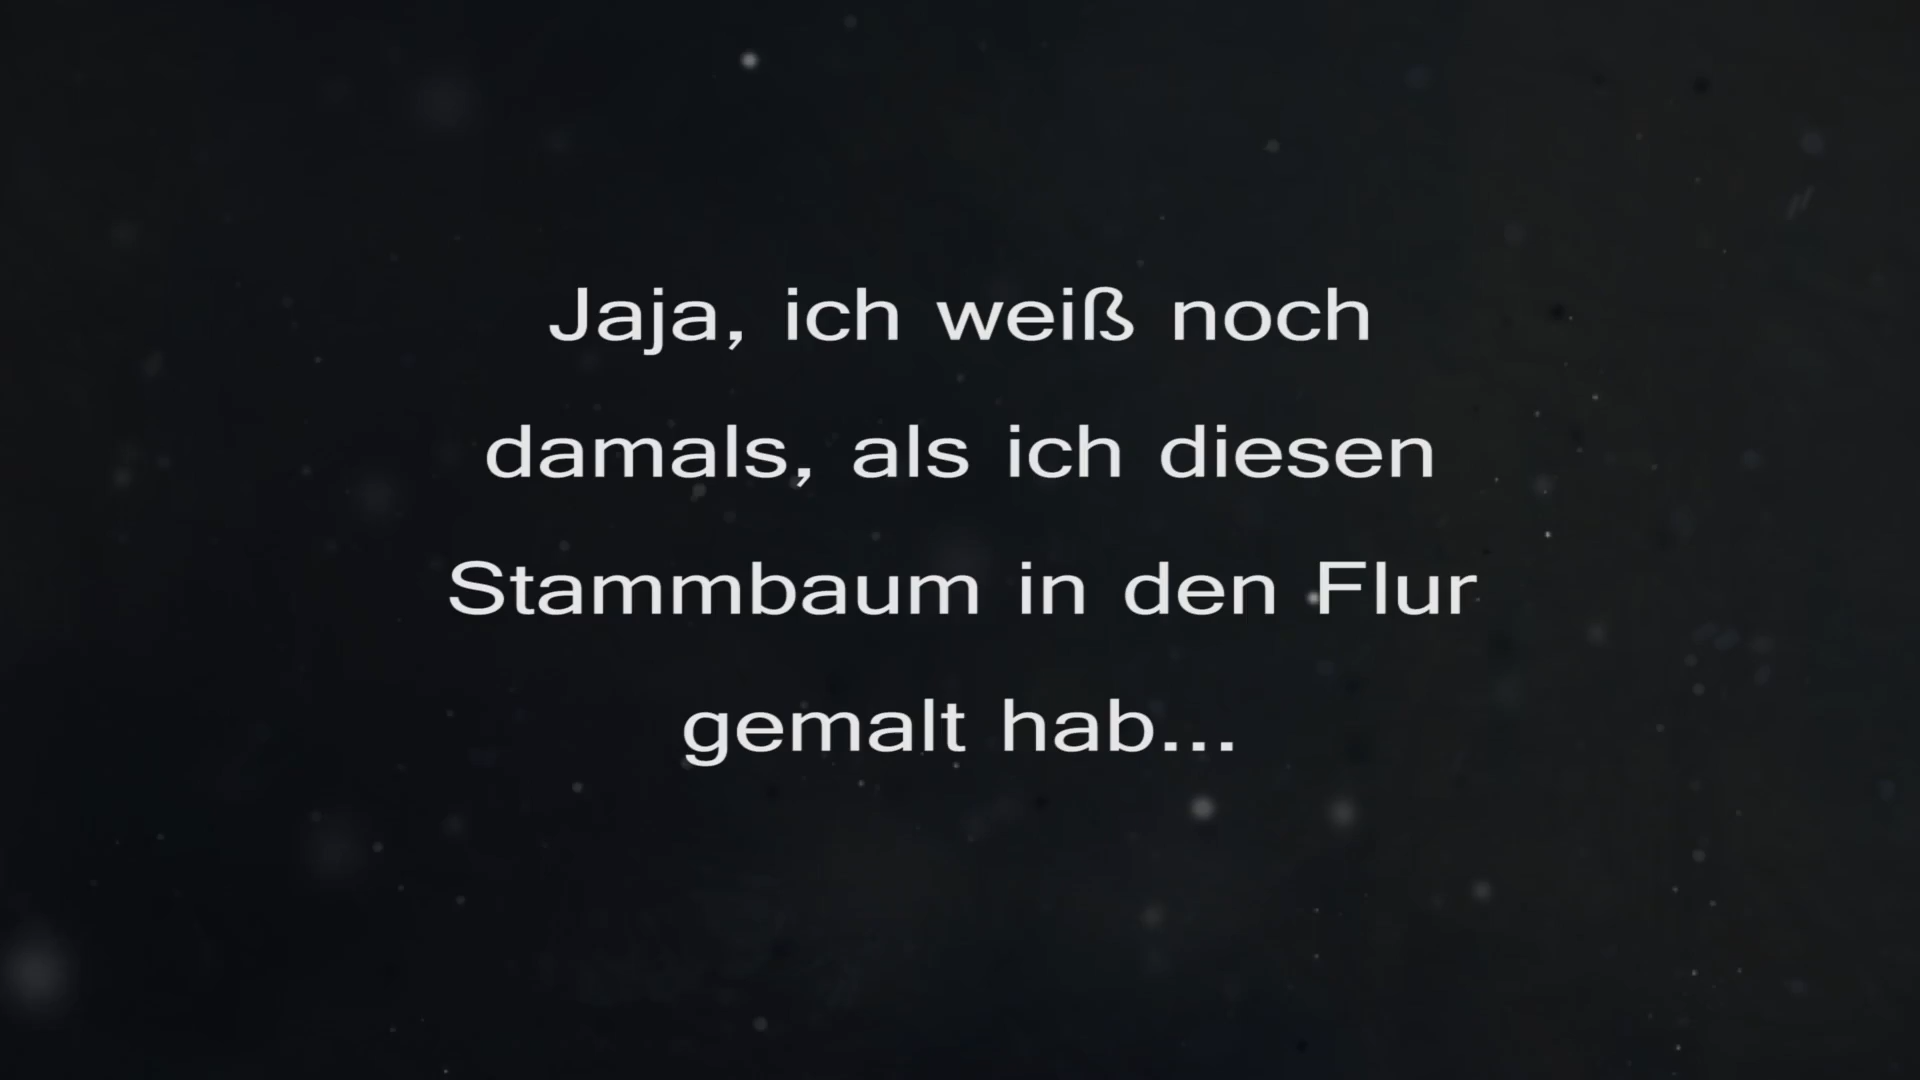 Jaja, ich weiß noch
damals, als ich diesen
Stammbaum in den Flur
gemalt hab...